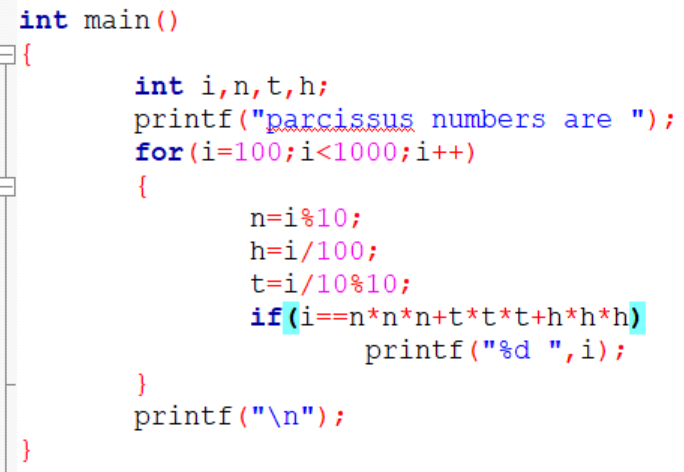 int main()
{
int i,n,t,h;
printf("parcissus numbers are ");
for(i=100;i<1000;i++)
{
n=i%10;
h=i/100;
t=i/10%10;
if(i==n*n*n+t*t*t+h*h*h)
printf("%d ",i);
}
printf("\n");
}